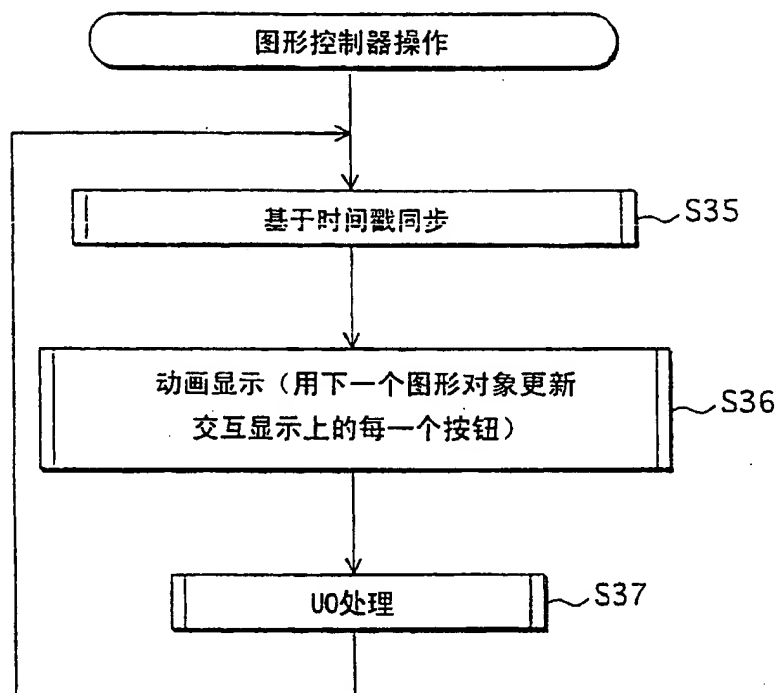 图形控制器操作
基于时间戳同步
S35
动画显示（用下一个图形对象更新
交互显示上的每一个按钮）
S36
UO处理
S37